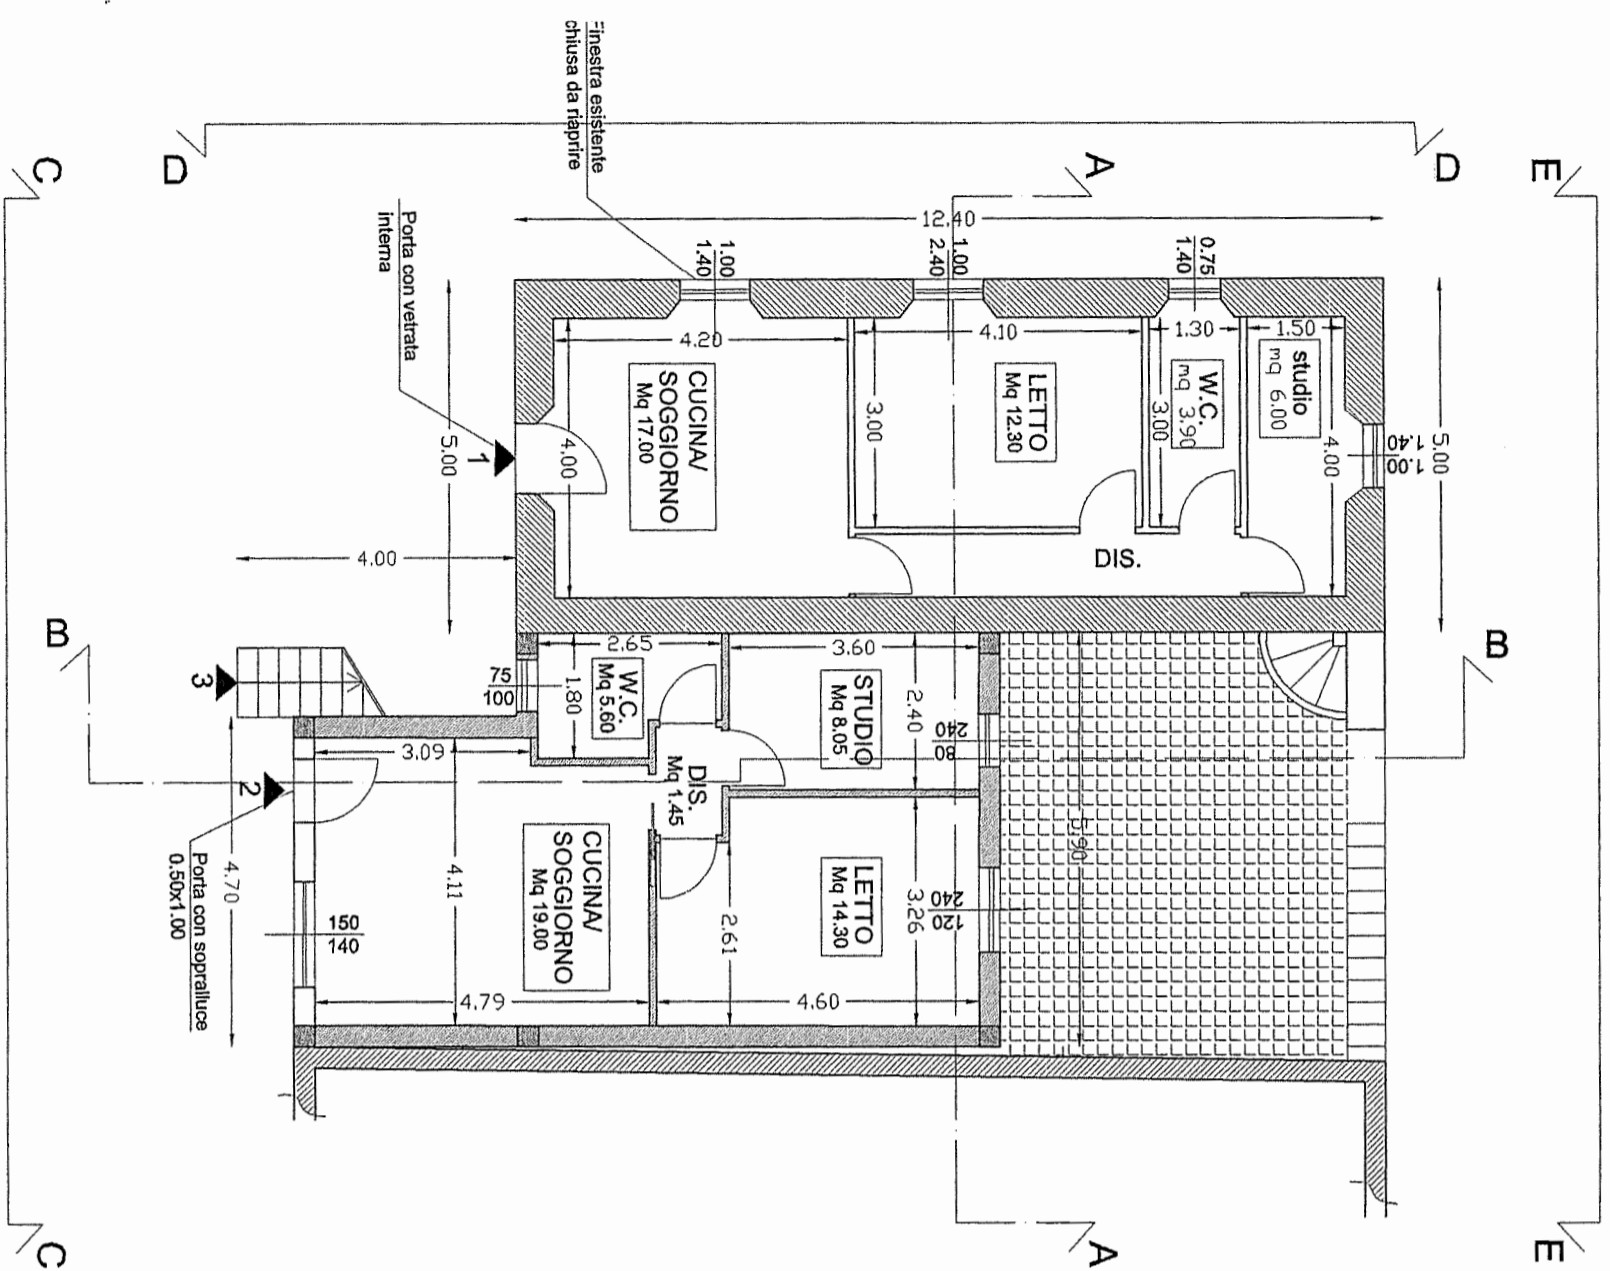 Finestra esistente
chiusa da riaprire
Porta con vetrata
interna
C
D
A
D
E
12.40
1.00
1.40
1.00
2.40
0.75
1.40
4.20
4.10
1.30
1.50
CUCINA/
SOGGIORNO
Mq 17.00
LETTO
Mq 12.30
W.C.
mq 3.90
studio
mq 6.00
3.00
3.00
4.00
4.00
5.00
5.00
1.00
1.40
1
DIS.
4.00
B
B
3
75
100
2.65
1.80
W.C.
Mq 5.60
3.60
STUDIO
Mq 8.05
2.40
240
80
3.09
2
DIS.
Mq 1.45
5.90
4.11
CUCINA/
SOGGIORNO
Mq 19.00
LETTO
Mq 14.30
3.26
240
120
2.61
4.70
Porta con sopralluce
0.50x1.00
150
140
4.79
4.60
C
A
E